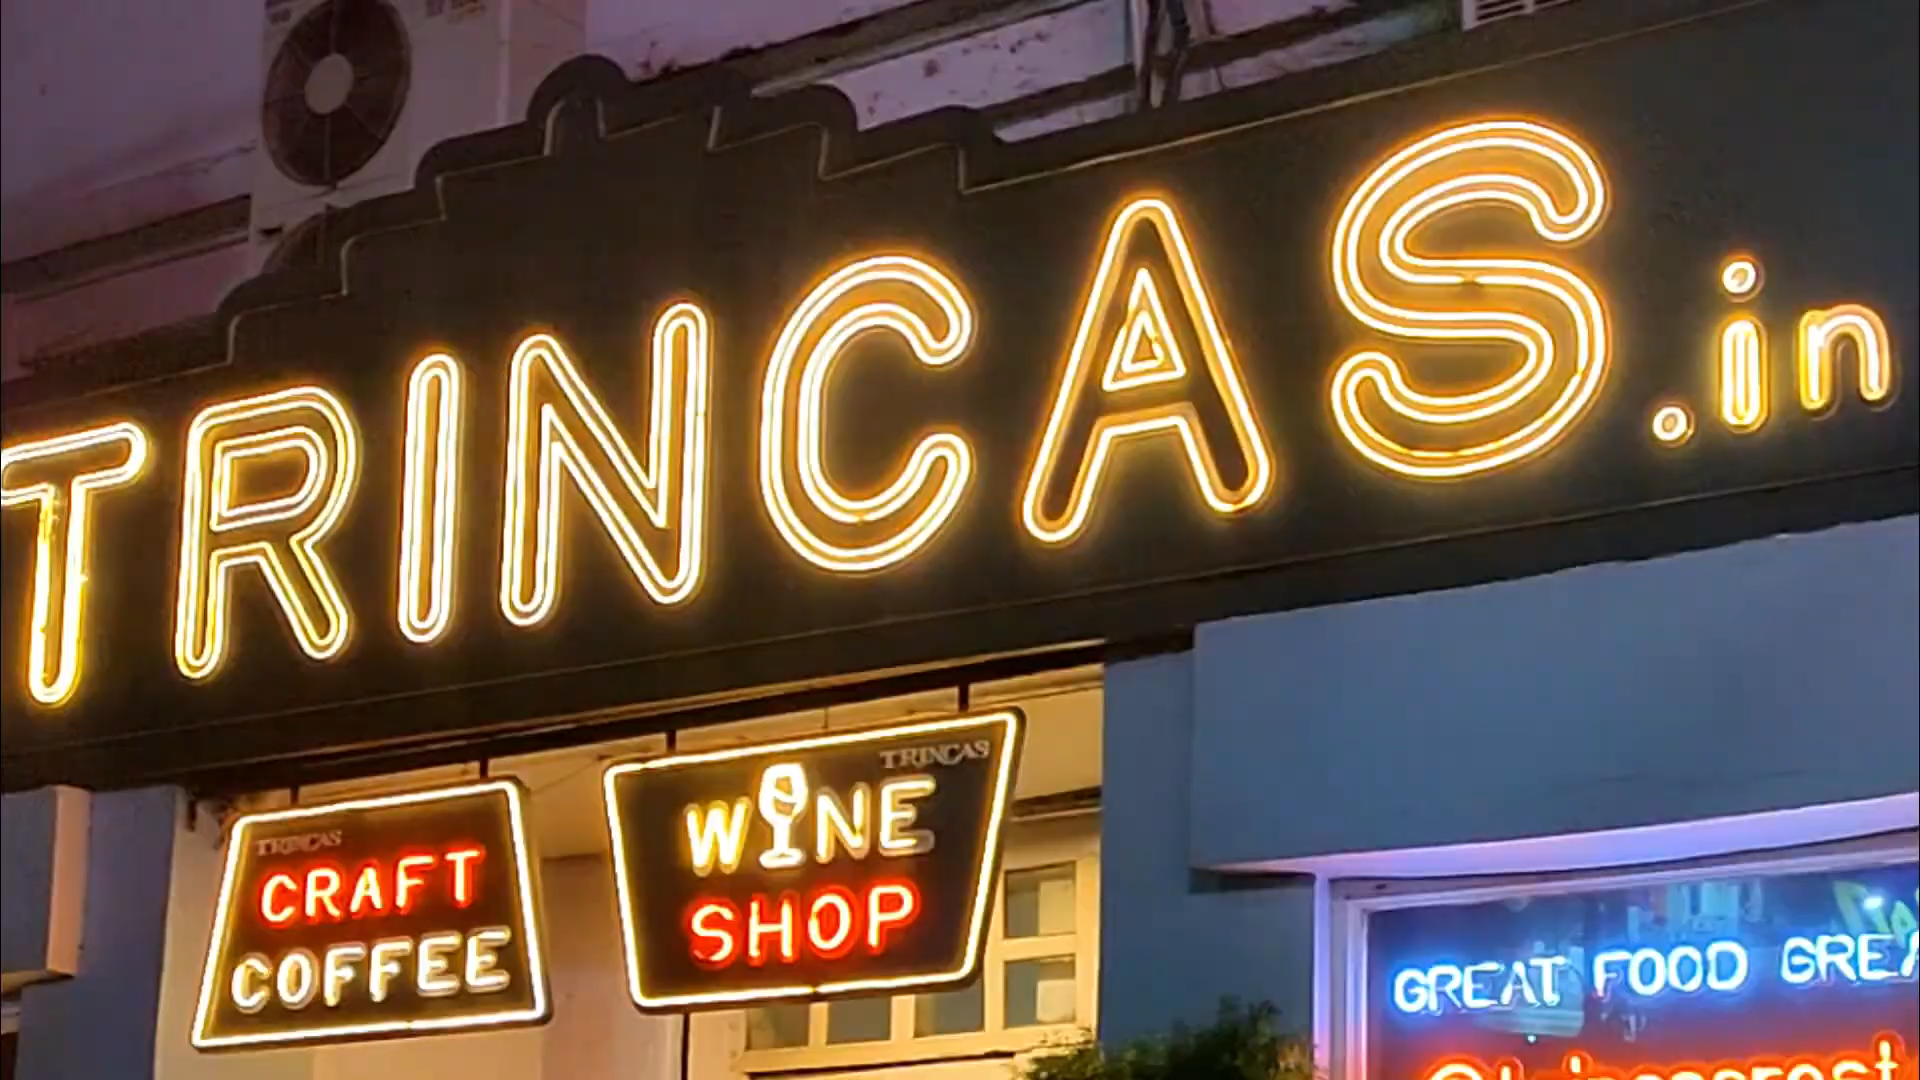 TRINCAS.in
TRINCAS
CRAFT
COFFEE
TRINCAS
WINE
SHOP
GREAT FOOD